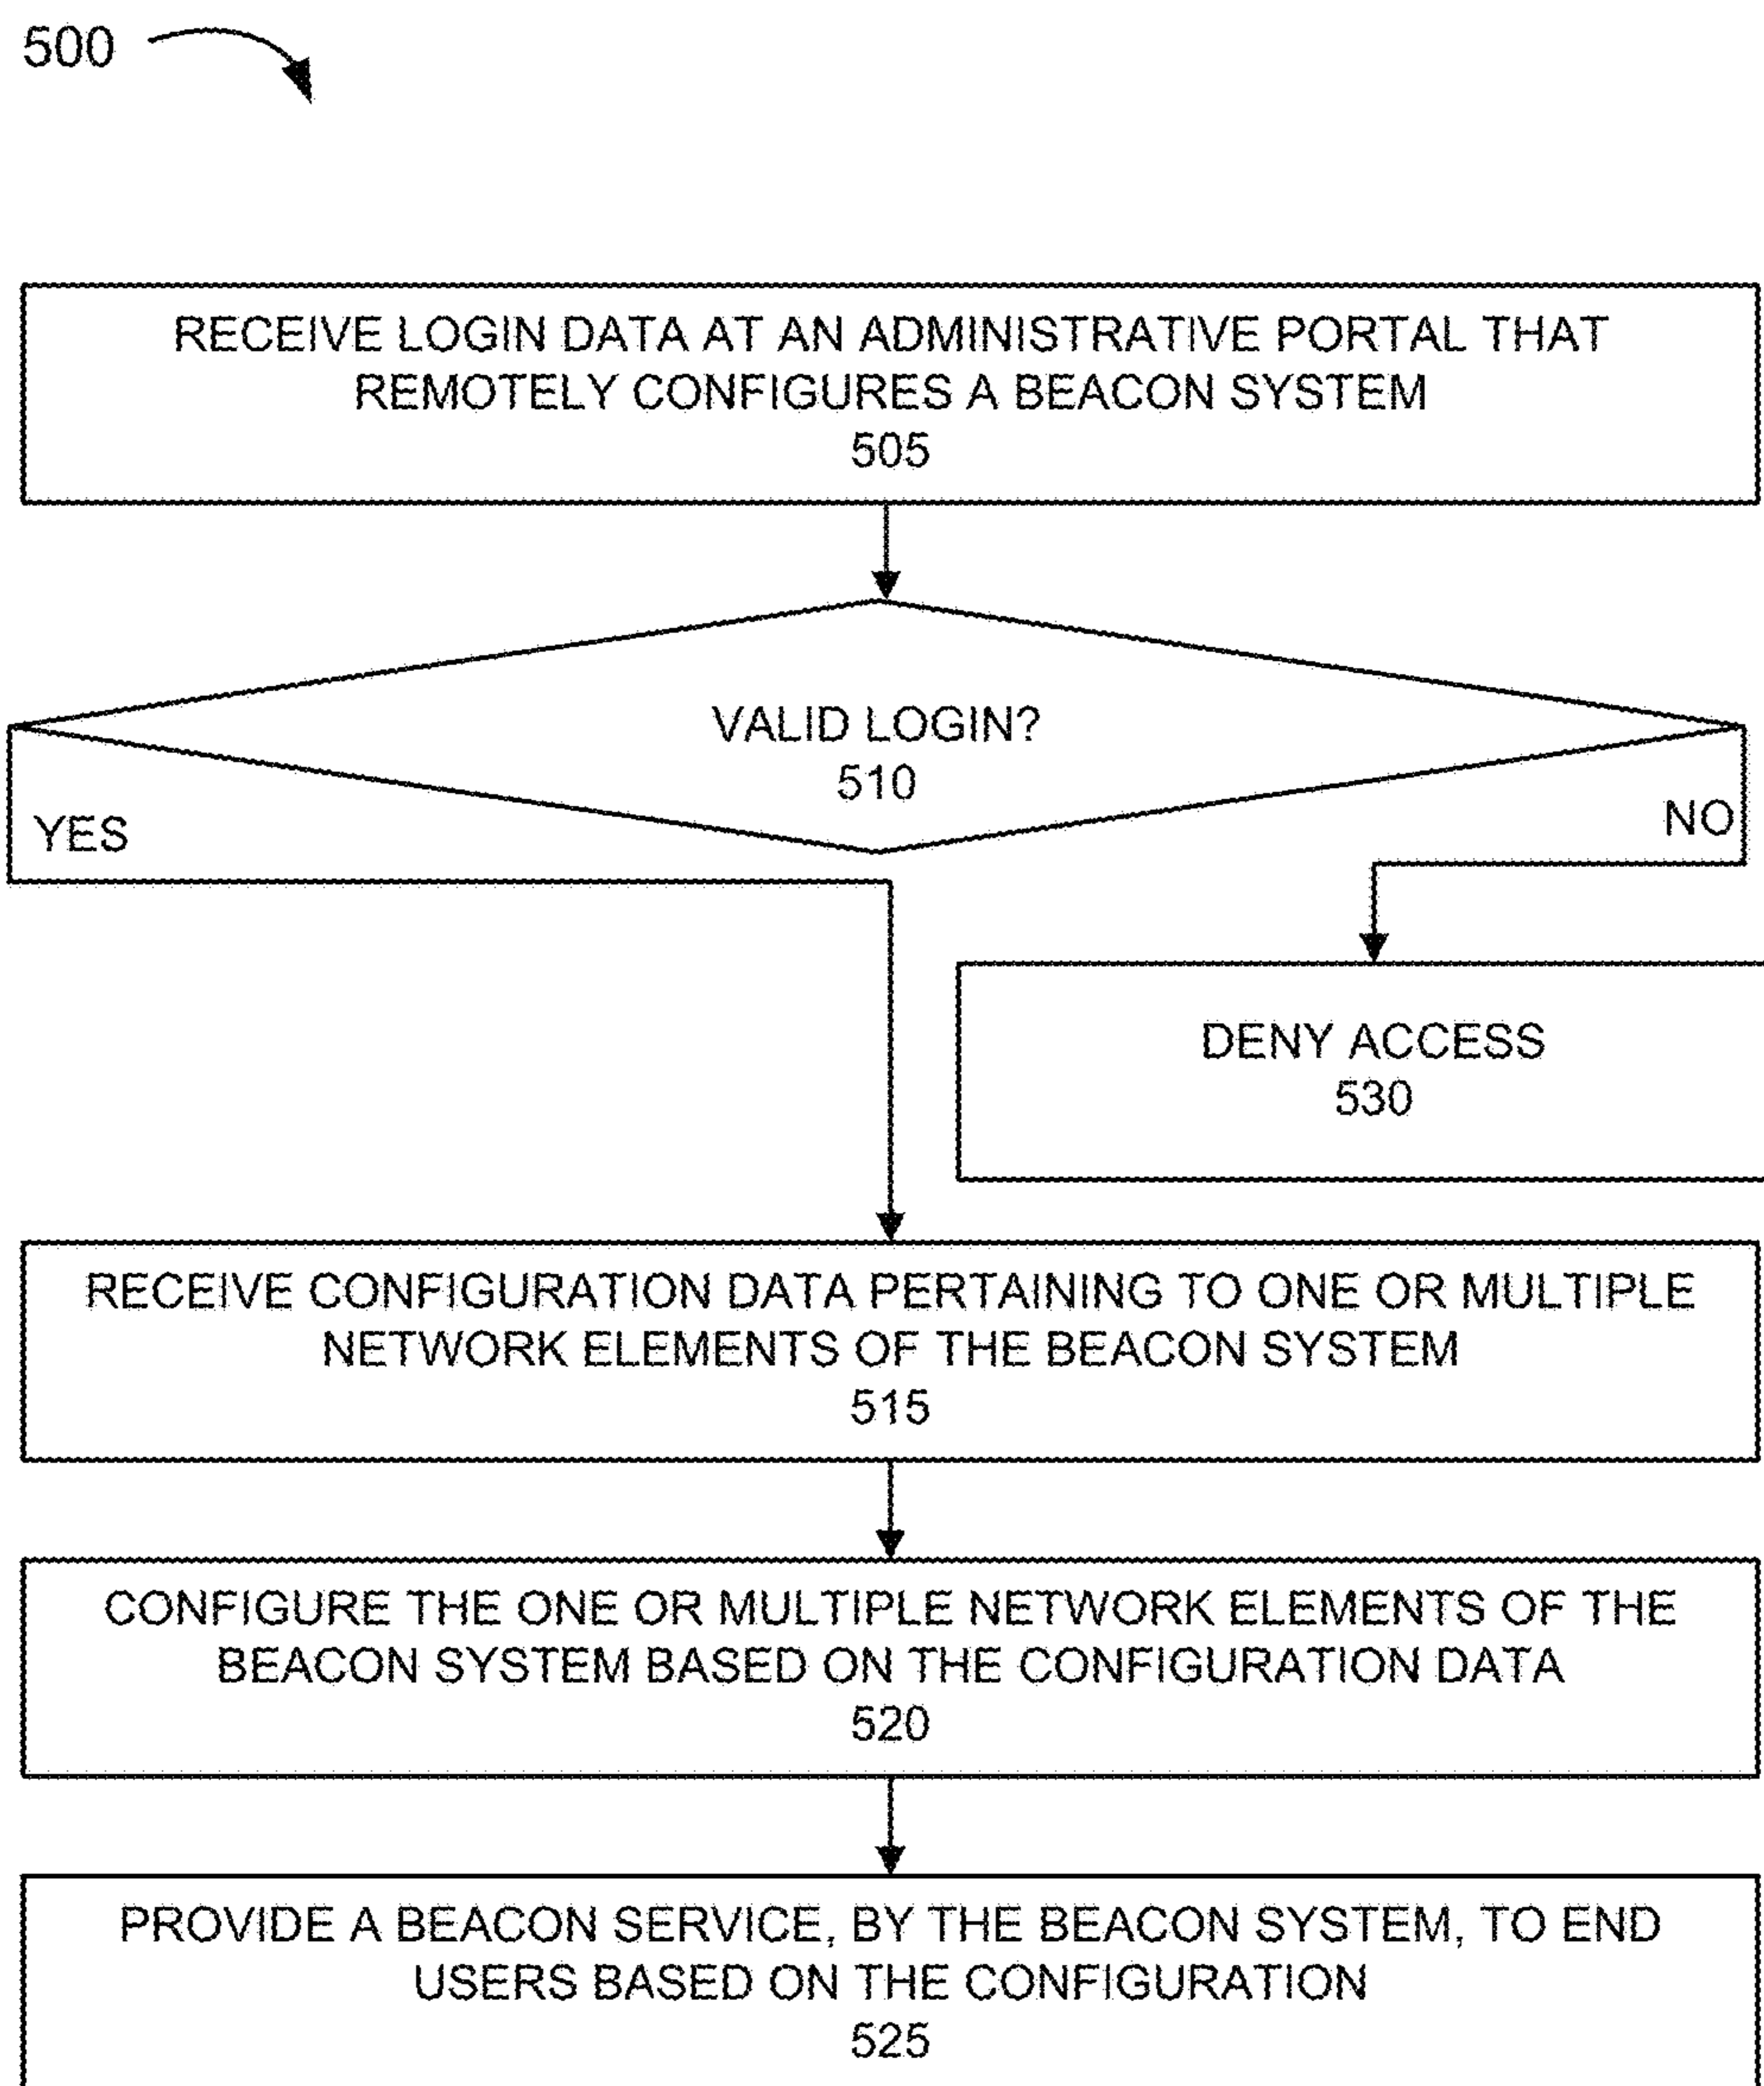 500
RECEIVE LOGIN DATA AT AN ADMINISTRATIVE PORTAL THAT
REMOTELY CONFIGURES A BEACON SYSTEM
505
VALID LOGIN?
510
YES
NO
DENY ACCESS
530
RECEIVE CONFIGURATION DATA PERTAINING TO ONE OR MULTIPLE
NETWORK ELEMENTS OF THE BEACON SYSTEM
515
CONFIGURE THE ONE OR MULTIPLE NETWORK ELEMENTS OF THE
BEACON SYSTEM BASED ON THE CONFIGURATION DATA
520
PROVIDE A BEACON SERVICE, BY THE BEACON SYSTEM, TO END
USERS BASED ON THE CONFIGURATION
525